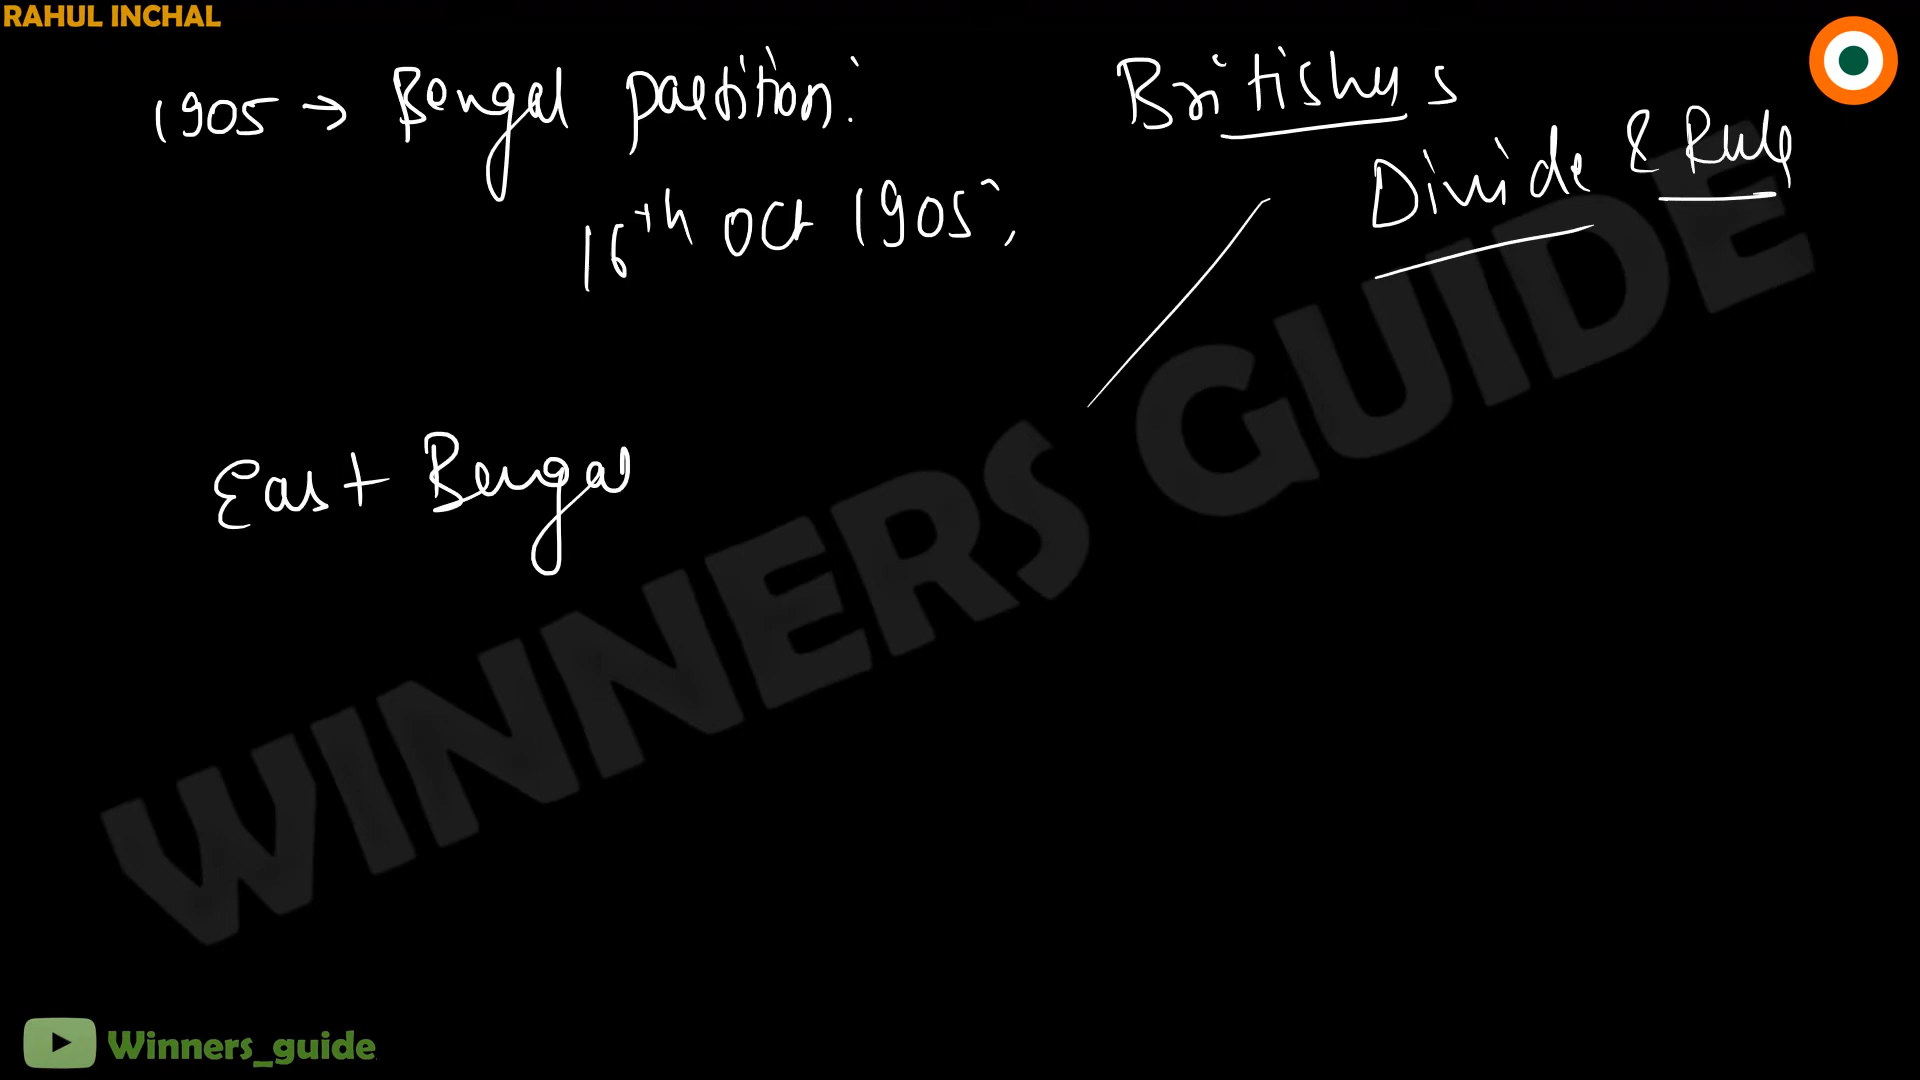 RAHUL INCHAL
1905 → Bengal partition:
Britishers
Divide & Rule
16th Oct 1905:
East Bengal
WINNERS GUIDE
Winners_guide